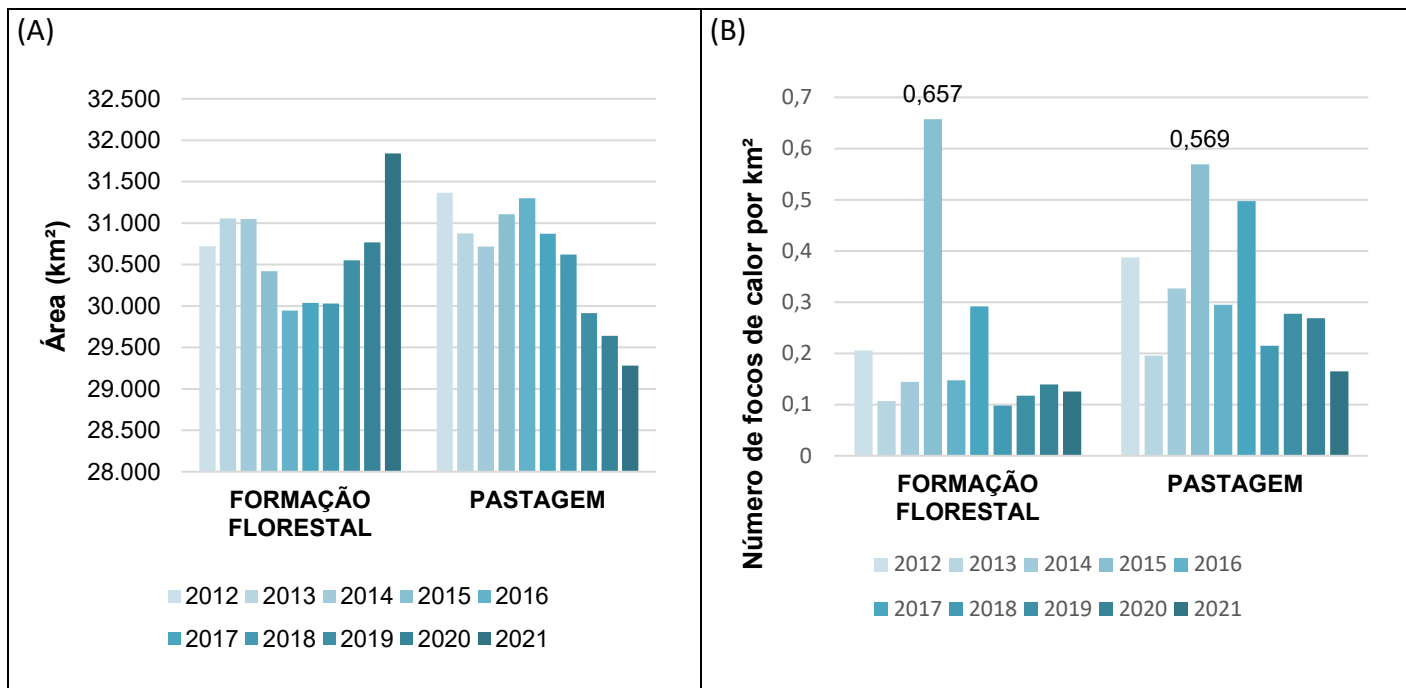 (A)
Área (km²)
32.500
32.000
31.500
31.000
30.500
30.000
29.500
29.000
28.500
28.000
FORMAÇÃO
FLORESTAL
PASTAGEM
2012 2013 2014 2015 2016
2017 2018 2019 2020 2021
(B)
Número de focos de calor por km²
0,7
0,6
0,5
0,4
0,3
0,2
0,1
0
0,657
0,569
FORMAÇÃO
FLORESTAL
PASTAGEM
2012 2013 2014 2015 2016
2017 2018 2019 2020 2021